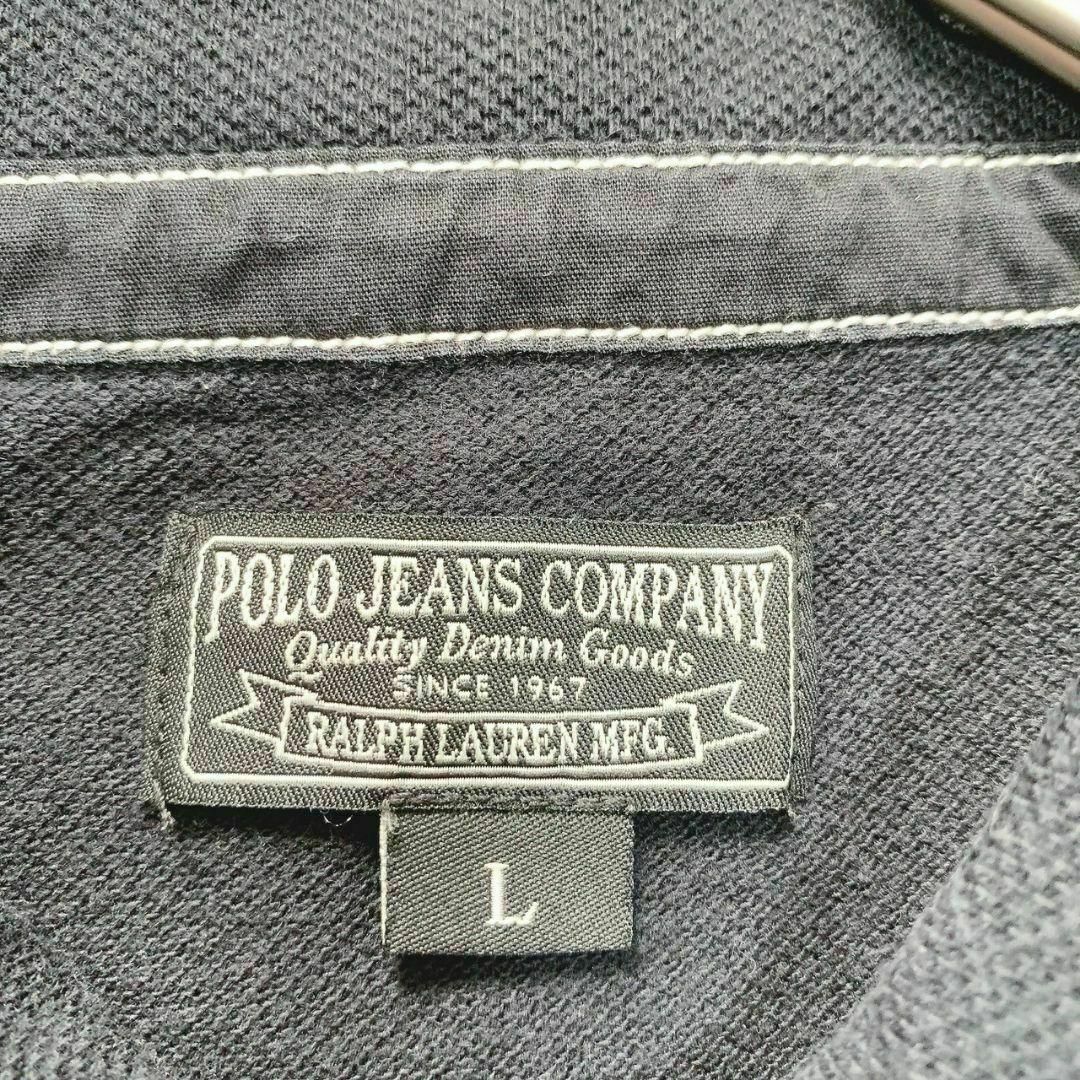 POLO JEANS COMPANY
Quality Denim Goods
SINCE 1967
RALPH LAUREN MFG.
L